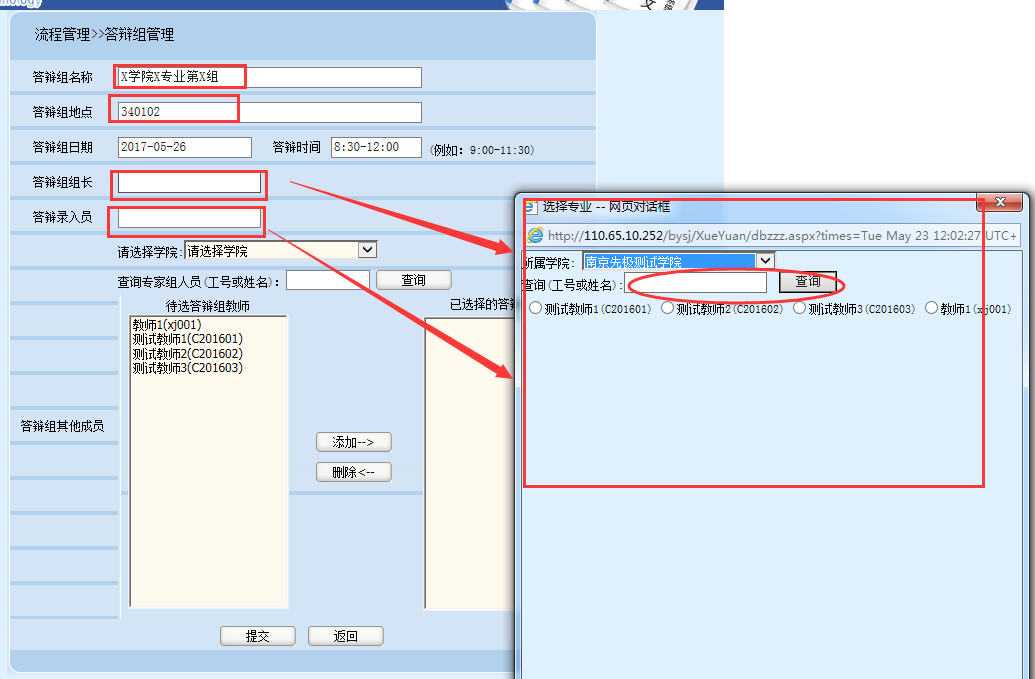 nology
流程管理>>答辩组管理
答辩组名称 X学院X专业第X组
答辩组地点 340102
答辩组日期 2017-05-26 答辩时间 8:30-12:00 (例如: 9:00-11:30)
答辩组组长
答辩录入员
请选择学院: 请选择学院
查询专家组人员(工号或姓名): 查询
待选答辩组教师 已选择的答辩
教师1(xj001)
测试教师1(C201601)
测试教师2(C201602)
测试教师3(C201603)
答辩组其他成员
添加-->
删除<--
提交 返回
选择专业 -- 网页对话框
http://110.65.10.252/bysj/XueYuan/dbzzz.aspx?times=Tue May 23 12:02:27 UTC+
所属学院: 南京先极测试学院
查询(工号或姓名): 查询
测试教师1(C201601) 测试教师2(C201602) 测试教师3(C201603) 教师1(xj001)